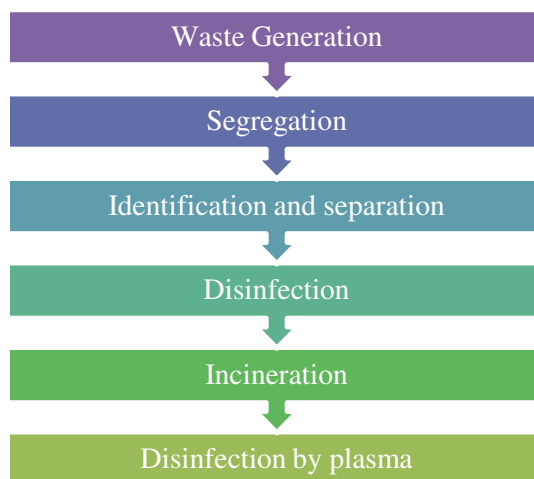 Waste Generation
Segregation
Identification and separation
Disinfection
Incineration
Disinfection by plasma